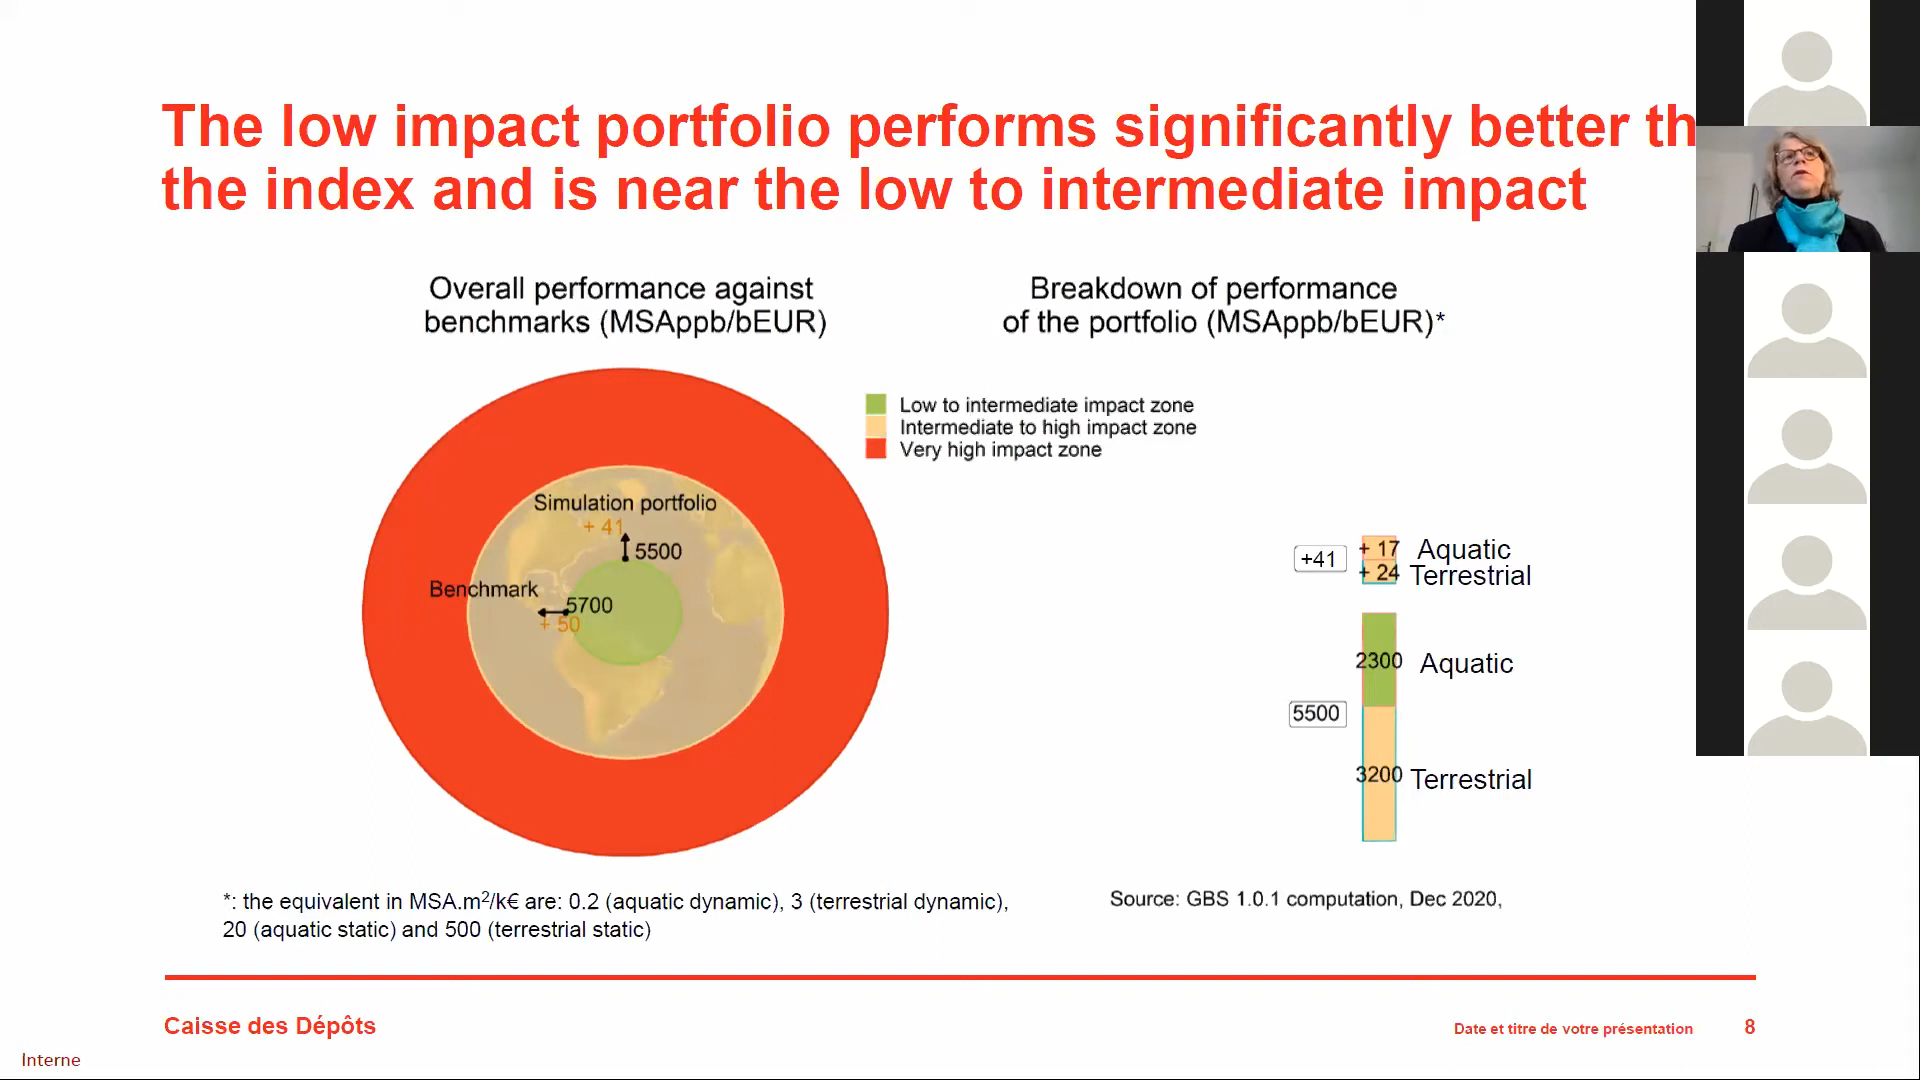 The low impact portfolio performs significantly better th
the index and is near the low to intermediate impact
Overall performance against
benchmarks (MSAppb/bEUR)
Breakdown of performance
of the portfolio (MSAppb/bEUR)*
Low to intermediate impact zone
Intermediate to high impact zone
Very high impact zone
Simulation portfolio
+ 41
5500
Benchmark
5700
+ 50
+41
+ 17 Aquatic
+ 24 Terrestrial
2300 Aquatic
5500
3200 Terrestrial
*: the equivalent in MSA.m²/k€ are: 0.2 (aquatic dynamic), 3 (terrestrial dynamic),
20 (aquatic static) and 500 (terrestrial static)
Source: GBS 1.0.1 computation, Dec 2020,
Caisse des Dépôts
Date et titre de votre présentation
8
Interne